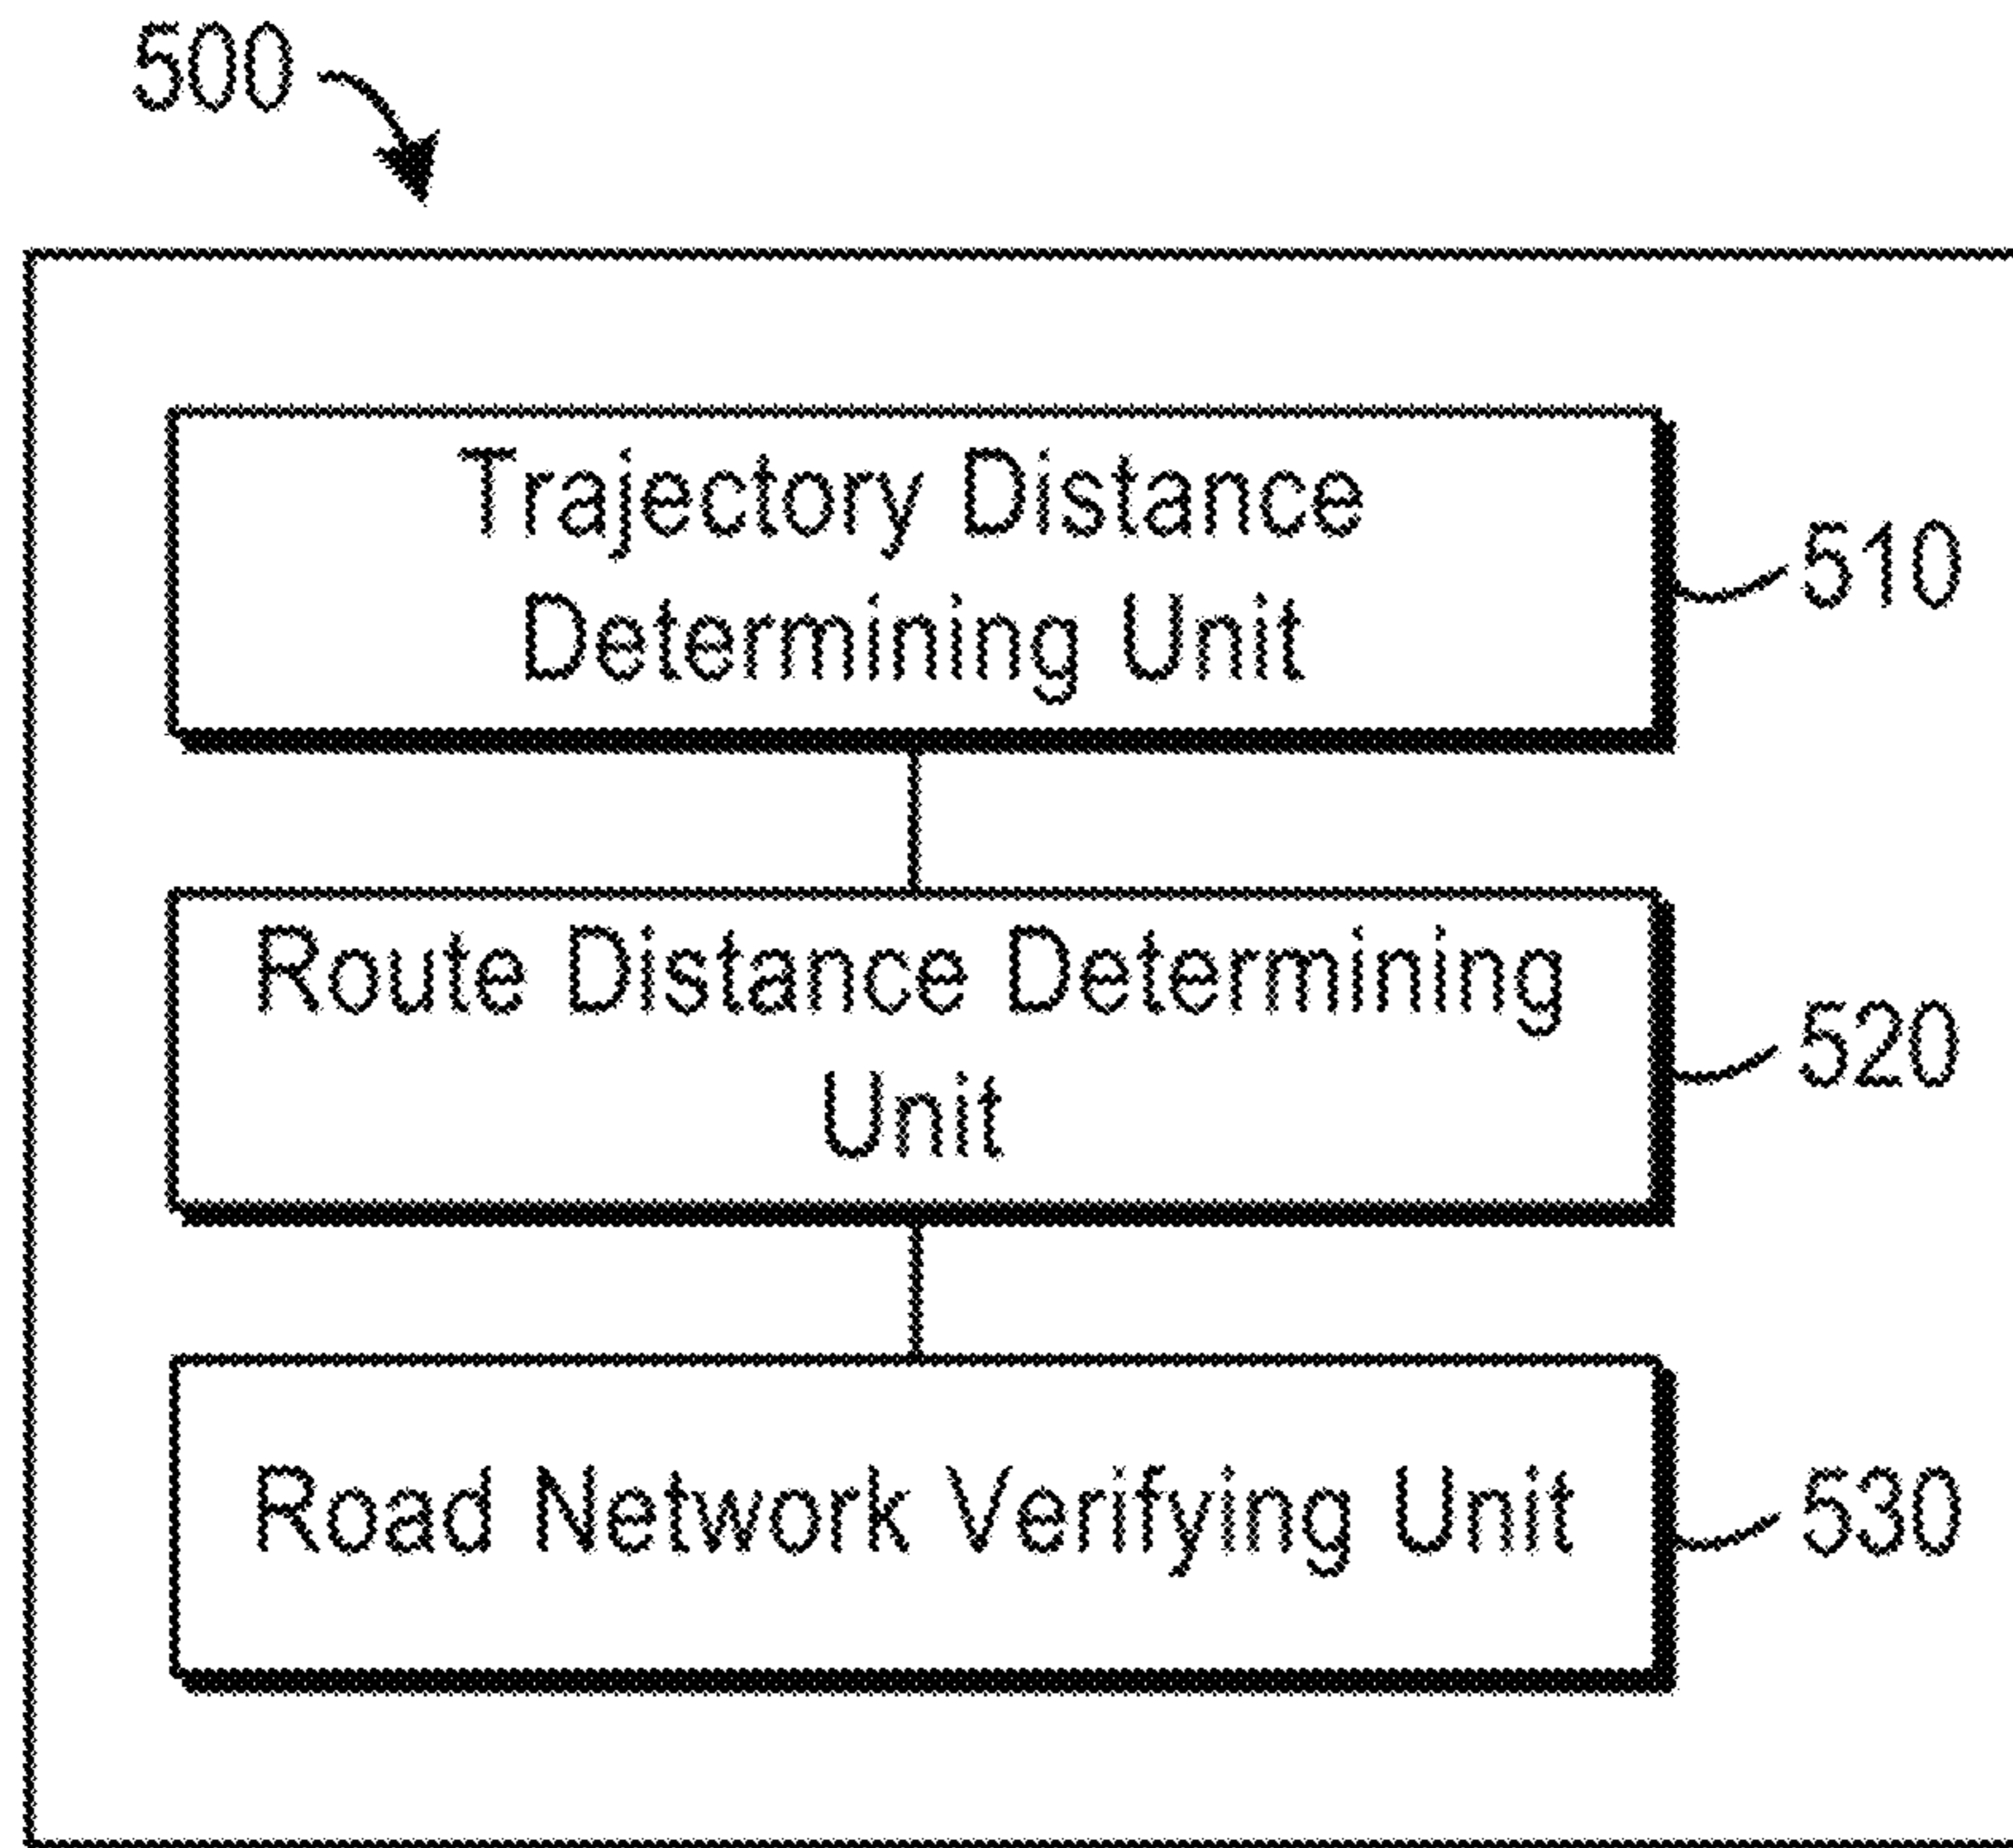 500
Trajectory Distance
Determining Unit
510
Route Distance Determining
Unit
520
Road Network Verifying Unit
530